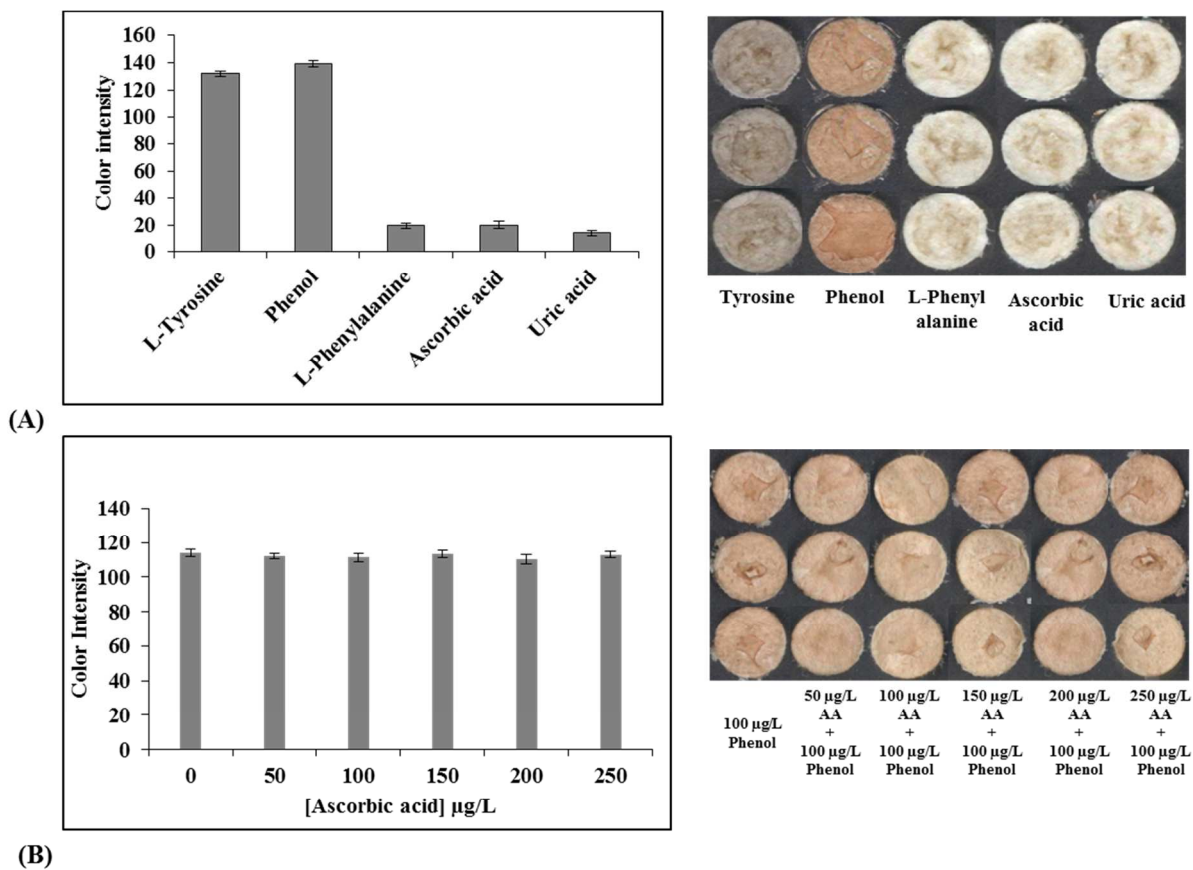 160
140
120
100
80
60
40
20
0
Color intensity
L-Tyrosine
Phenol
L-Phenylalanine
Ascorbic acid
Uric acid
Tyrosine
Phenol
L-Phenyl
alanine
Ascorbic
acid
Uric acid
(A)
140
120
100
80
60
40
20
0
Color Intensity
0 50 100 150 200 250
[Ascorbic acid] µg/L
100 µg/L
Phenol
50 µg/L
AA
+
100 µg/L
Phenol
100 µg/L
AA
+
100 µg/L
Phenol
150 µg/L
AA
+
100 µg/L
Phenol
200 µg/L
AA
+
100 µg/L
Phenol
250 µg/L
AA
+
100 µg/L
Phenol
(B)